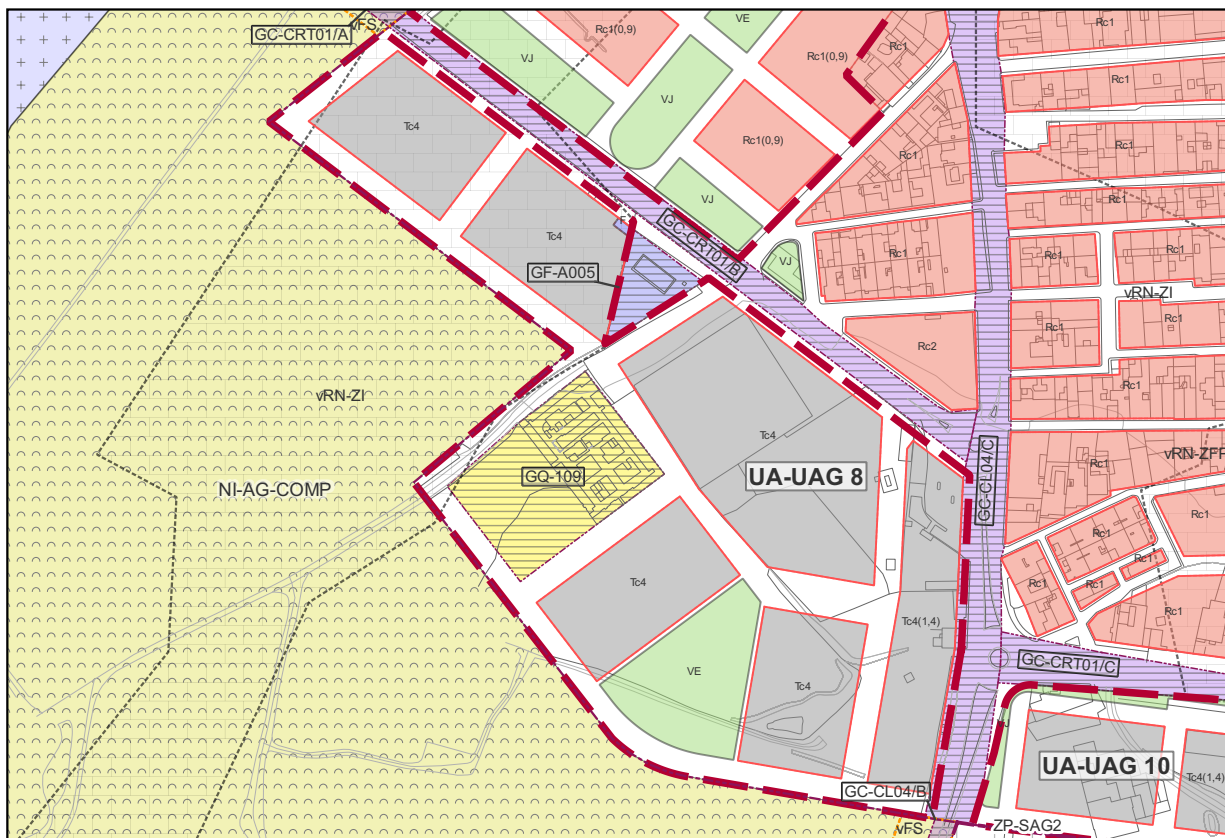 vFS
GC-CRT01/A
Rc1(0,9)
VE
Rc1
Rc1
VJ
Rc1(0,9)
Rc1
VJ
Tc4
Rc1(0,9)
Rc1
Rc1
VJ
Rc1
Tc4
F
GC-CRT01/B
Rc1
Rc1
Rc1
VJ
GF-A005
vRN-ZI
Rc1
Rc1
Rc2
Rc1
vRN-ZI
Tc4
vRN-ZFP
Rc1
GQ-109
UA-UAG 8
NI-AG-COMP
GC-CL04/C
Rc1
Rc1
Rc1
Tc4
Rc1
Rc1
Rc1
Tc4(1,4)
GC-CRT01/C
VE
Tc4
UA-UAG 10
Tc4(1,4)
GC-CL04/B
vFS
ZP-SAG2